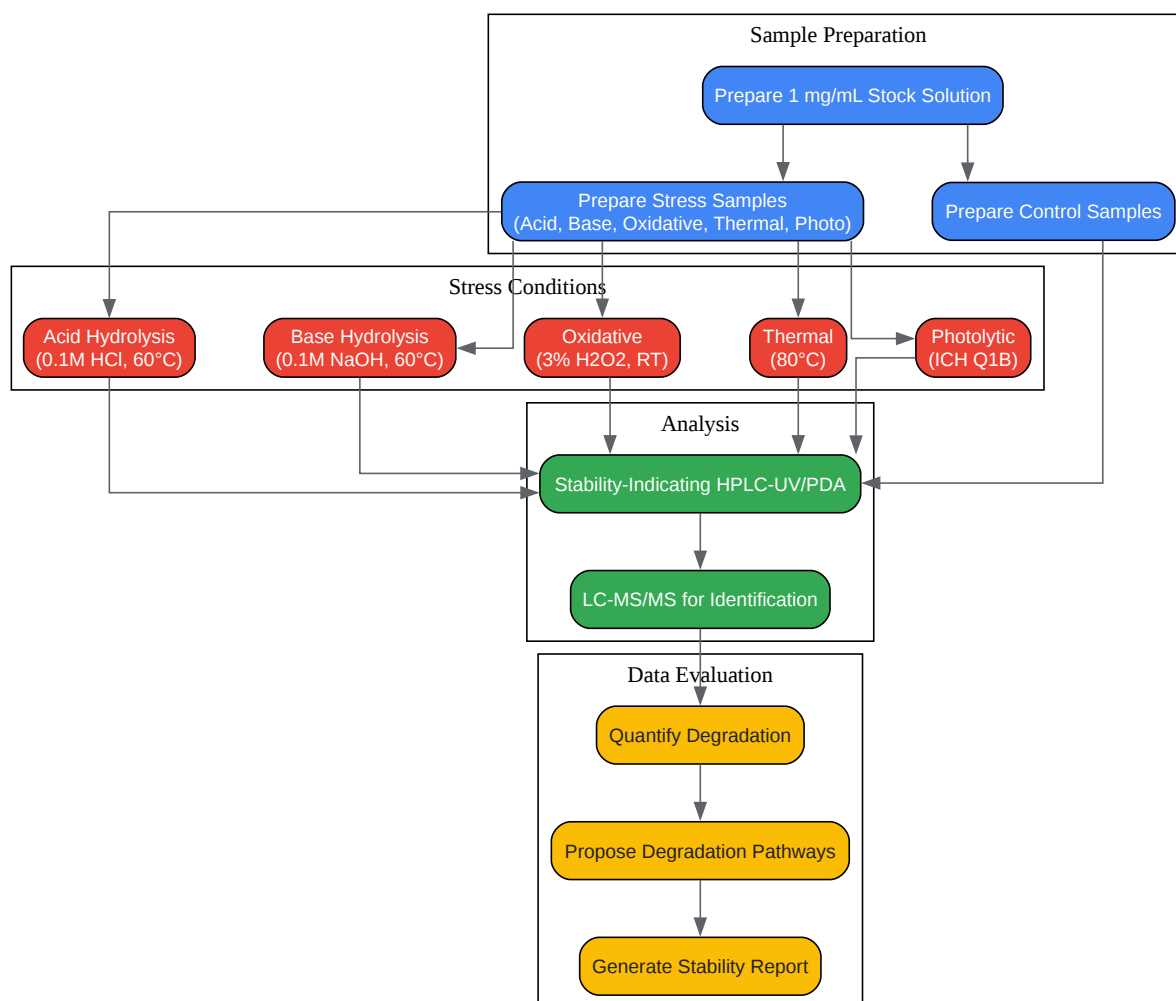 Sample Preparation
Prepare 1 mg/mL Stock Solution
Prepare Stress Samples
(Acid, Base, Oxidative, Thermal, Photo)
Prepare Control Samples
Stress Conditions
Acid Hydrolysis
(0.1M HCl, 60°C)
Base Hydrolysis
(0.1M NaOH, 60°C)
Oxidative
(3% H2O2, RT)
Thermal
(80°C)
Photolytic
(ICH Q1B)
Analysis
Stability-Indicating HPLC-UV/PDA
LC-MS/MS for Identification
Data Evaluation
Quantify Degradation
Propose Degradation Pathways
Generate Stability Report